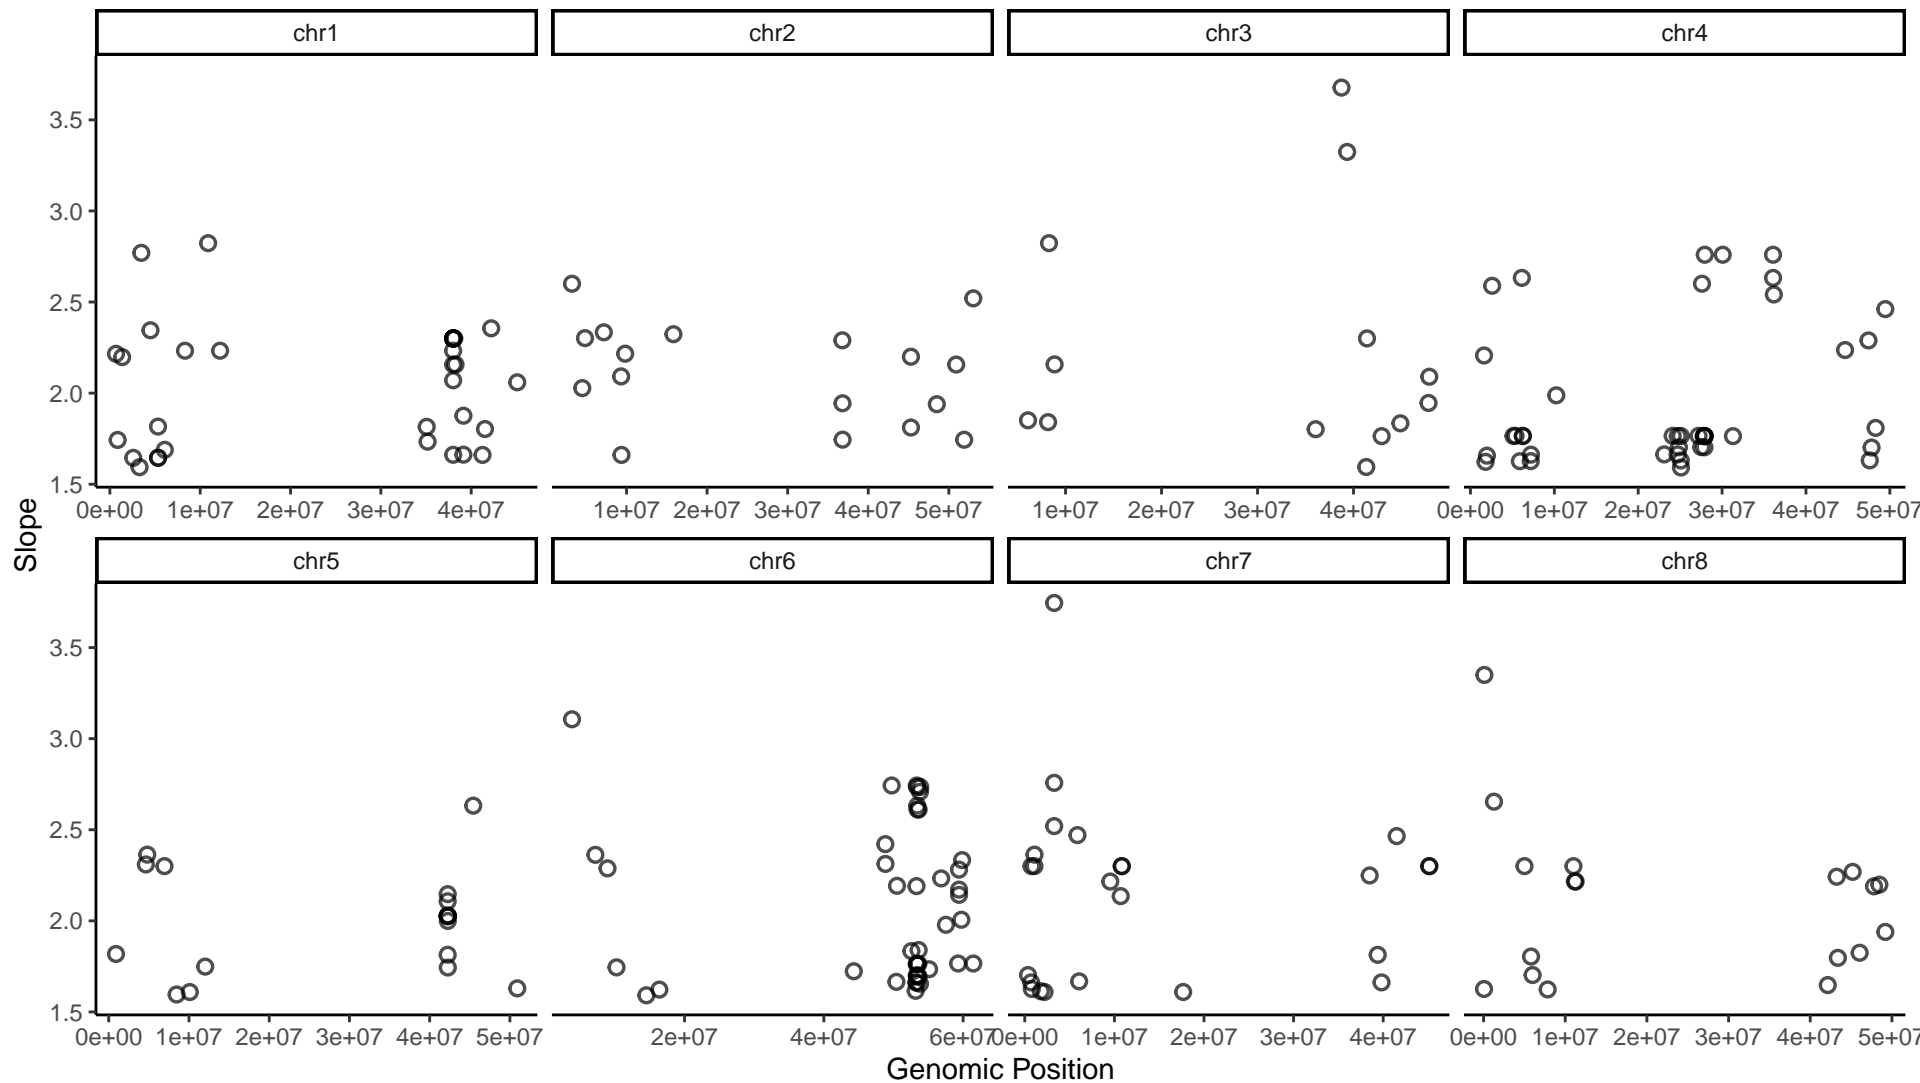 chr1 chr2 chr3 chr4
3.5
3.0
2.5
2.0
1.5
0e+00 1e+07 2e+07 3e+07 4e+07 1e+07 2e+07 3e+07 4e+07 5e+07 1e+07 2e+07 3e+07 4e+07 0e+00 1e+07 2e+07 3e+07 4e+07 5e+07
Slope
chr5 chr6 chr7 chr8
3.5
3.0
2.5
2.0
1.5
0e+00 1e+07 2e+07 3e+07 4e+07 5e+07 2e+07 4e+07 6e+07 0e+00 1e+07 2e+07 3e+07 4e+07 0e+00 1e+07 2e+07 3e+07 4e+07 5e+07
Genomic Position